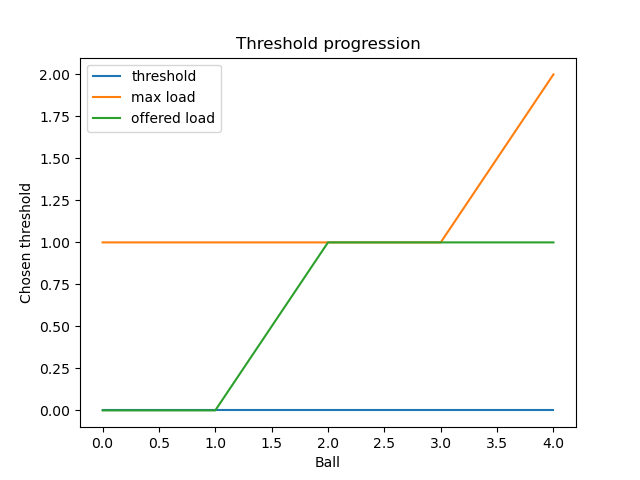 Threshold progression
threshold
max load
offered load
Chosen threshold
2.00
1.75
1.50
1.25
1.00
0.75
0.50
0.25
0.00
0.0 0.5 1.0 1.5 2.0 2.5 3.0 3.5 4.0
Ball